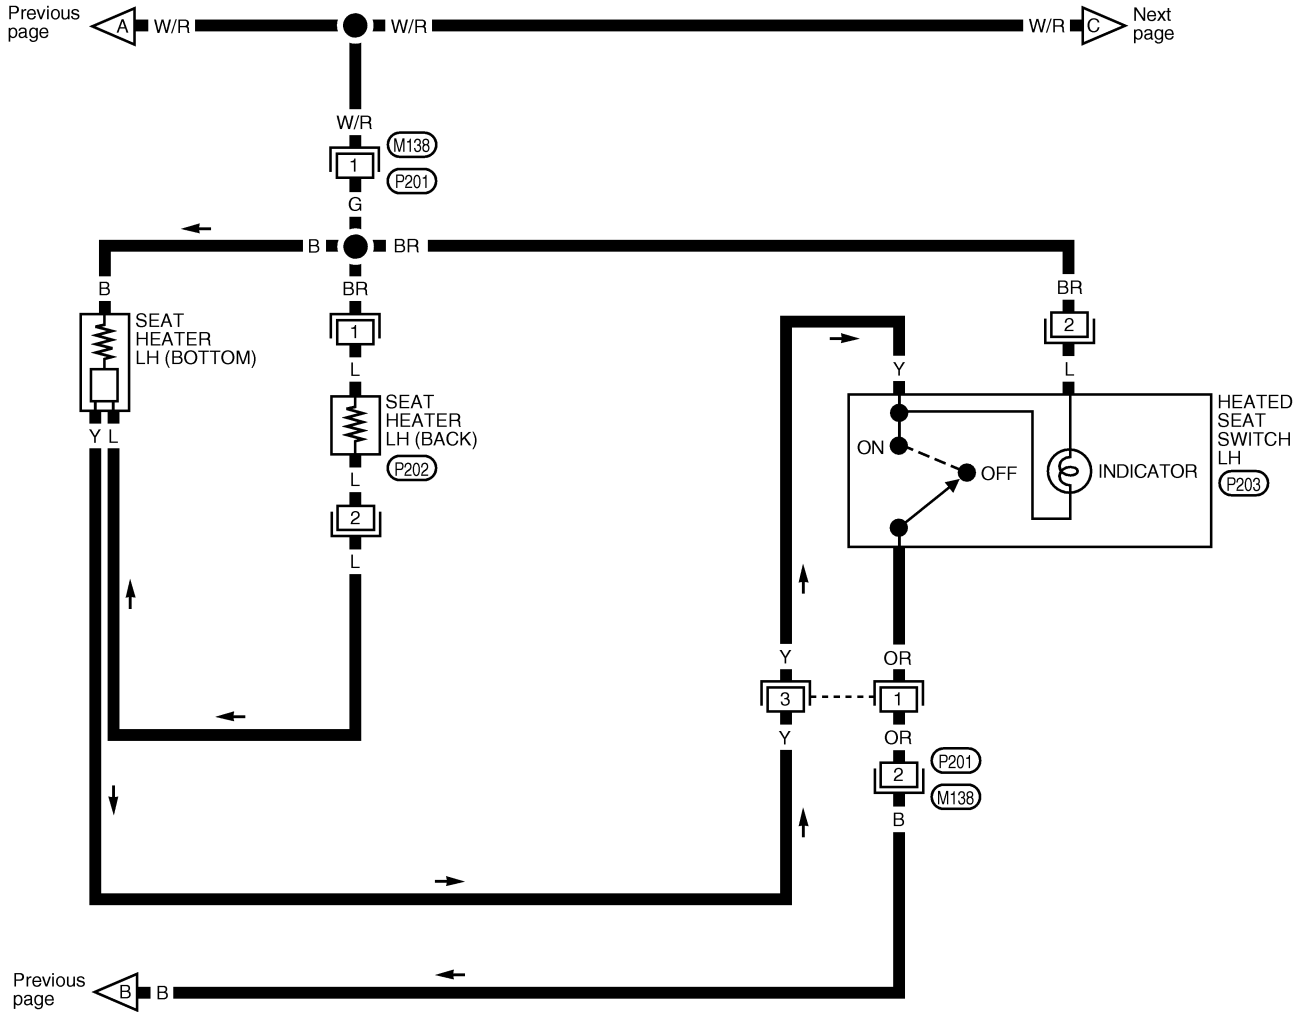 Previous
page
A
W/R
W/R
W/R
C
Next
page
W/R
M138
1
P201
G
B
BR
B
BR
BR
SEAT
HEATER
LH (BOTTOM)
1
2
L
L
Y
HEATED
SEAT
SWITCH
LH
P203
SEAT
HEATER
LH (BACK)
P202
Y L
ON
OFF
INDICATOR
L
2
L
Y
OR
3
1
Y
OR
P201
2
M138
B
Previous
page
B
B